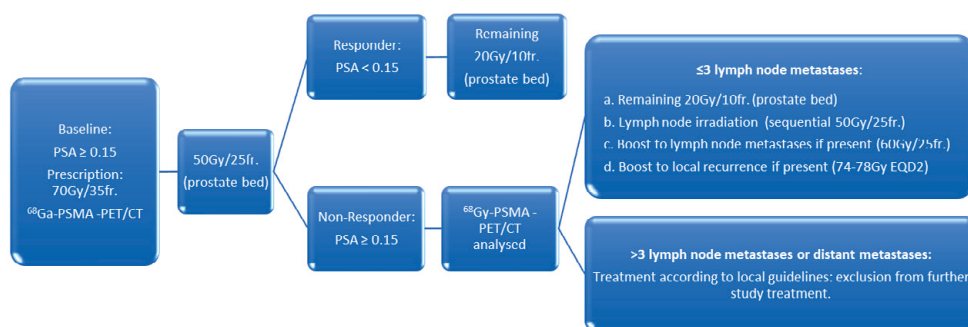 Baseline:
PSA ≥ 0.15
Prescription:
70Gy/35fr.
⁶⁸Ga-PSMA -PET/CT
50Gy/25fr.
(prostate bed)
Responder:
PSA < 0.15
Remaining
20Gy/10fr.
(prostate bed)
Non-Responder:
PSA ≥ 0.15
⁶⁸Gy-PSMA -
PET/CT
analysed
≤3 lymph node metastases:
a. Remaining 20Gy/10fr. (prostate bed)
b. Lymph node irradiation (sequential 50Gy/25fr.)
c. Boost to lymph node metastases if present (60Gy/25fr.)
d. Boost to local recurrence if present (74-78Gy EQD2)
>3 lymph node metastases or distant metastases:
Treatment according to local guidelines: exclusion from further
study treatment.